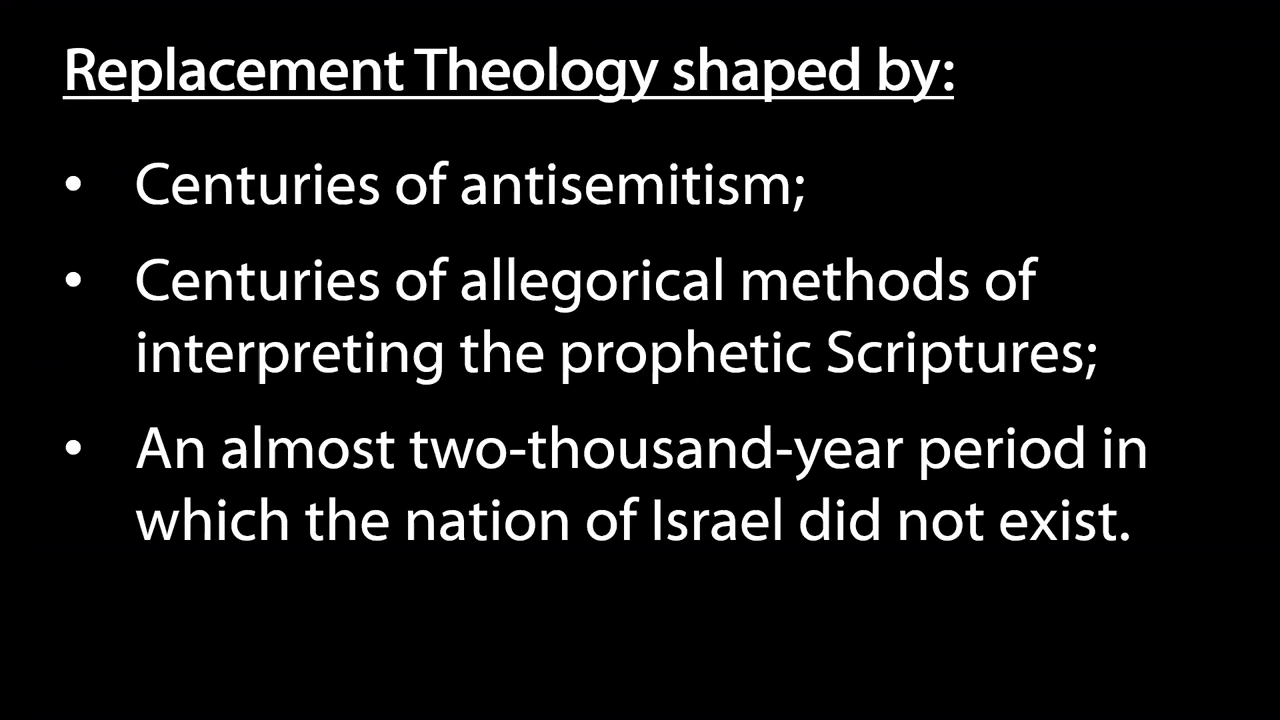 Replacement Theology shaped by:
• Centuries of antisemitism;
• Centuries of allegorical methods of
interpreting the prophetic Scriptures;
• An almost two-thousand-year period in
which the nation of Israel did not exist.